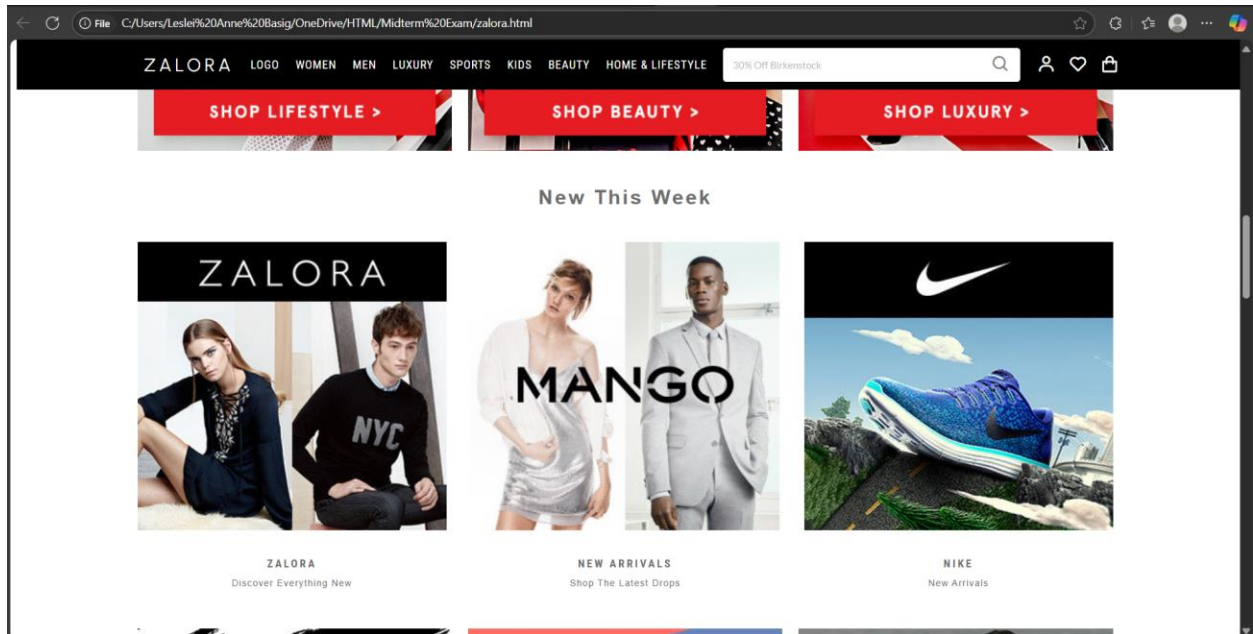 File C:/Users/Leslei%20Anne%20Basig/OneDrive/HTML/Midterm%20Exam/zalora.html
ZALORA LOGO WOMEN MEN LUXURY SPORTS KIDS BEAUTY HOME & LIFESTYLE 30% Off Birkenstock
SHOP LIFESTYLE > SHOP BEAUTY > SHOP LUXURY >
New This Week
ZALORA
NYC
MANGO
ZALORA NEW ARRIVALS NIKE
Discover Everything New Shop The Latest Drops New Arrivals